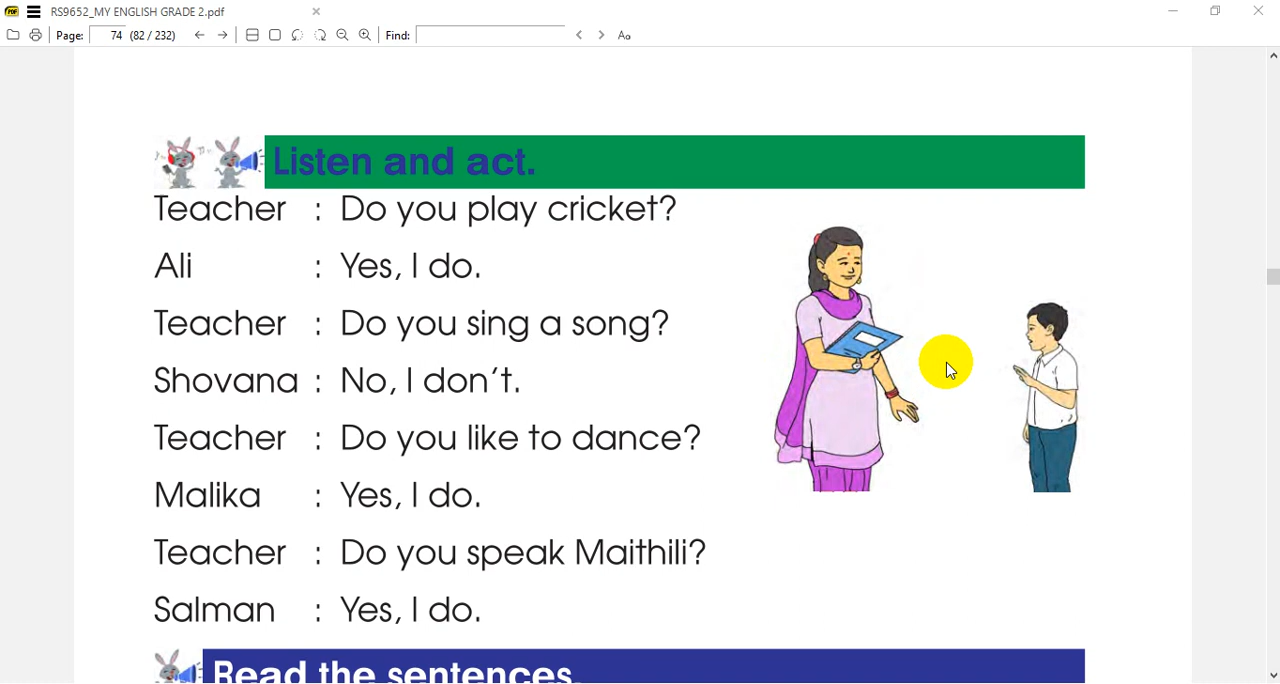 RS9652_MY ENGLISH GRADE 2.pdf
Page: 74 (82 / 232) Find: Aa
Listen and act.
Teacher : Do you play cricket?
Ali : Yes, I do.
Teacher : Do you sing a song?
Shovana : No, I don't.
Teacher : Do you like to dance?
Malika : Yes, I do.
Teacher : Do you speak Maithili?
Salman : Yes, I do.
Read the sentences.